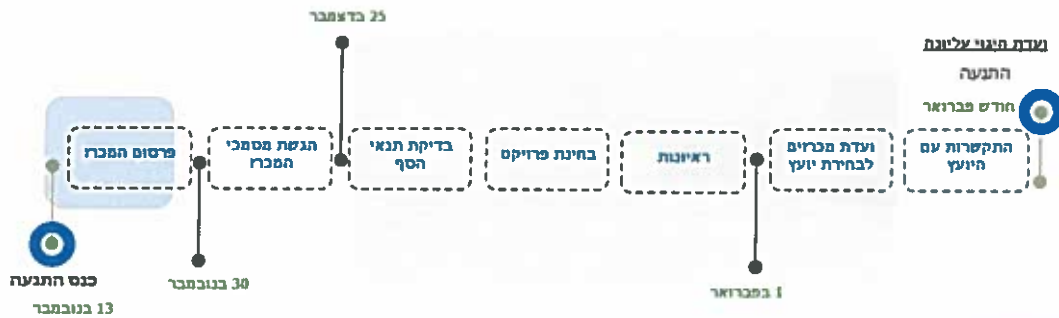 25 בדצמבר
ועדת היגוי עליונה
התנעה
חודש פברואר
פרסום המכרז
הגשת מסמכי
המכרז
בדיקת תנאי
הסף
בחינת פרויקט
ראיונות
ועדת מכרזים
לבחירת יועץ
התקשרות עם
היועץ
כנס התנעה
13 בנובמבר
30 בנובמבר
1 בפברואר